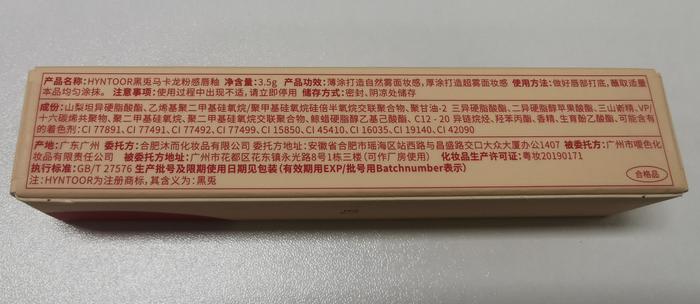 产品名称:HYNTOOR黑兎马卡龙粉感唇釉 净含量:3.5g 产品功效:薄涂打造自然雾面妆感,厚涂打造超雾面妆感 使用方法:做好唇部打底,蘸取适量
本品均匀涂抹。 注意事项:使用过程中出现不适,请立即停用 储存方式:密封、阴凉处储存
成份:山梨坦异硬脂酸酯、乙烯基聚二甲基硅氧烷/聚甲基硅氧烷硅倍半氧烷交联聚合物、聚甘油-2 三异硬脂酸酯、二异硬脂醇苹果酸酯、三山嵛精、VP/
十六碳烯共聚物、聚二甲基硅氧烷、聚二甲基硅氧烷交联聚合物、鲸蜡硬脂醇乙基己酸酯、C12 - 20 异链烷烃、羟苯丙酯、香精、生育酚乙酸酯、可能含有
的着色剂:CI 77891, CI 77491, CI 77492, CI 77499, CI 15850, CI 45410, CI 16035, CI 19140, CI 42090
产地:广东广州 委托方:合肥沐而化妆品有限公司 委托方地址:安徽省合肥市瑶海区站西路与昌盛路交口大众大厦办公1407 被委托方:广州市暖色化
妆品有限责任公司 被委托方地址:广州市花都区花东镇永光路8号1栋三楼(可作厂房使用) 化妆品生产许可证:粤妆20190171
执行标准:GB/T 27576 生产批号及限期使用日期见包装(有效期用EXP/批号用Batchnumber表示)
注:HYNTOOR为注册商标,其含义为:黑兎
合格品